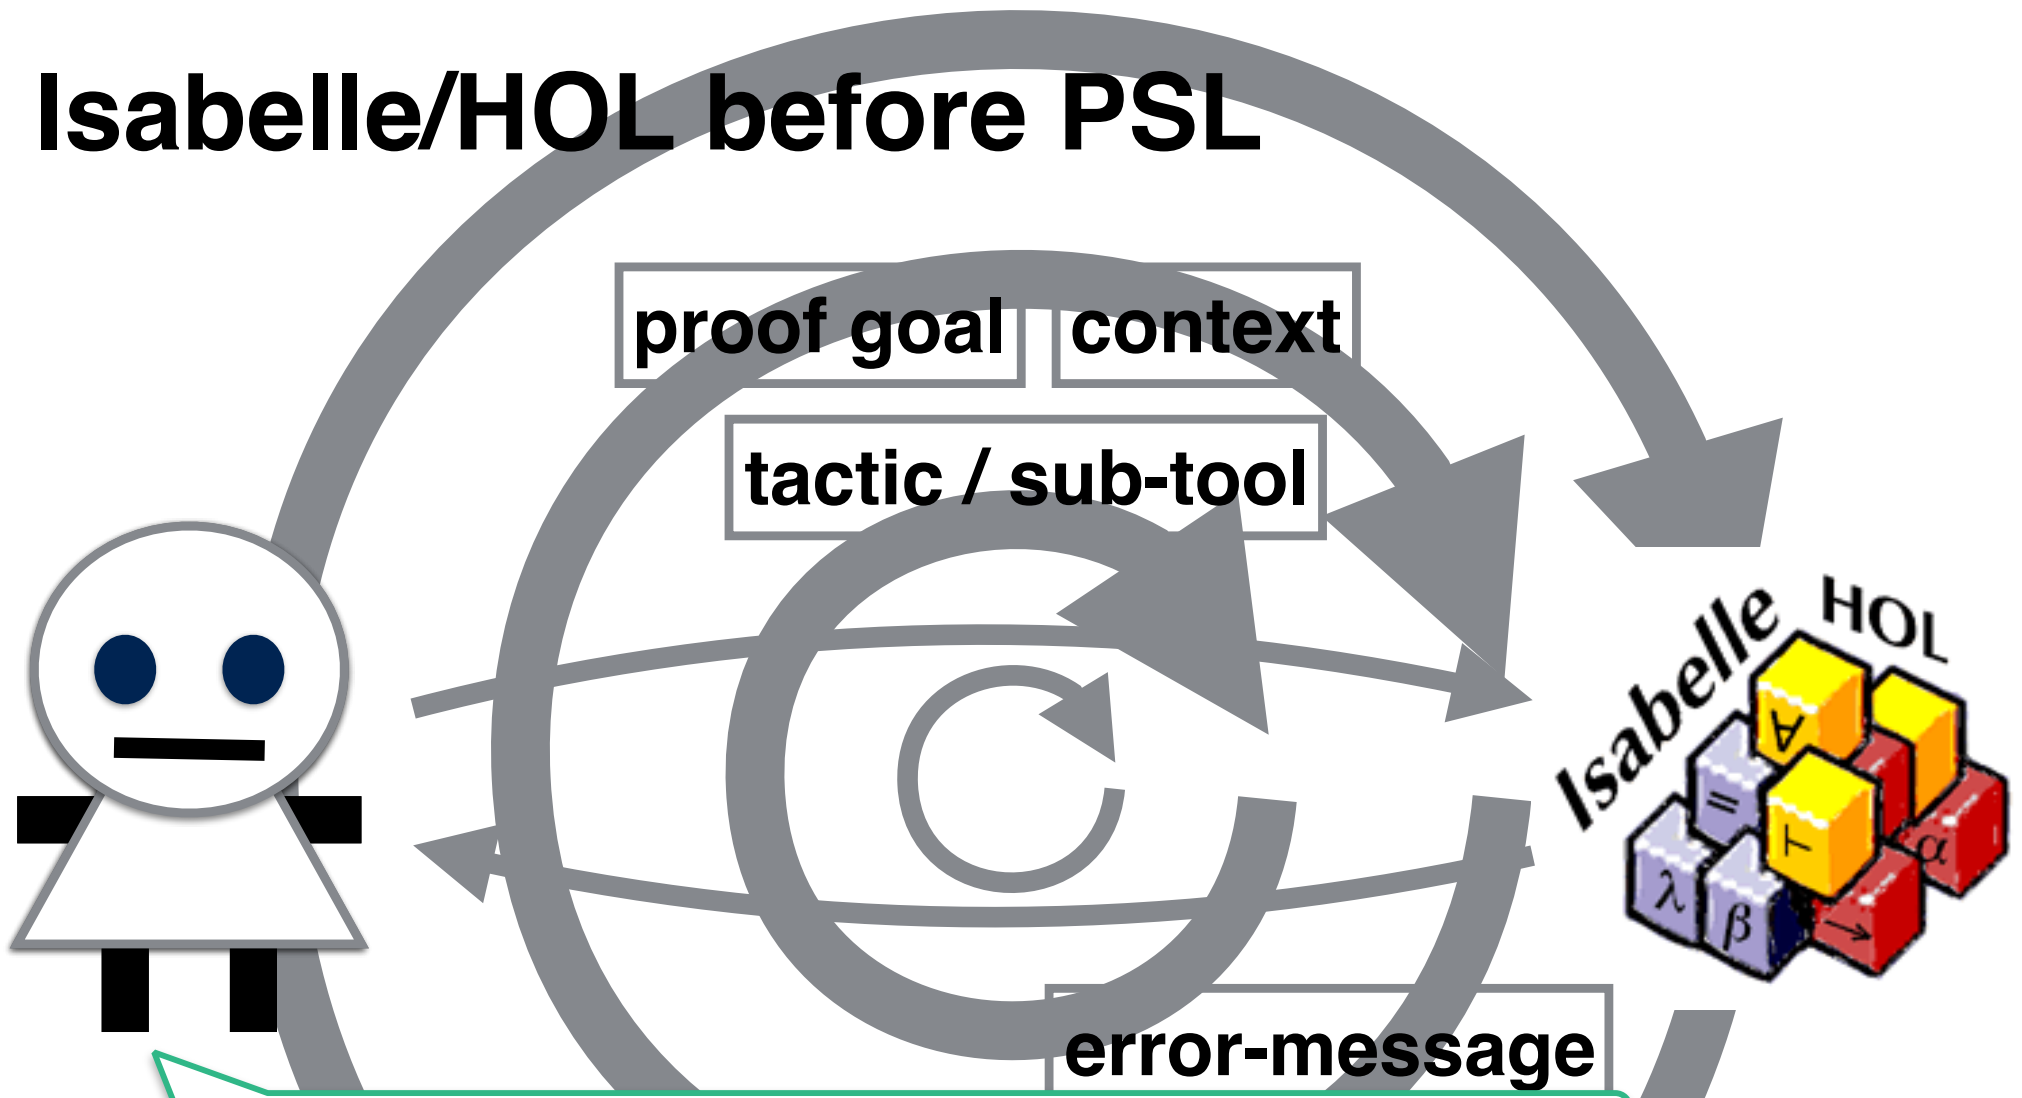 Isabelle/HOL before PSL
proof goal context
tactic / sub-tool
Isabelle HOL
∀
=
⊢
α
λ β →
error-message